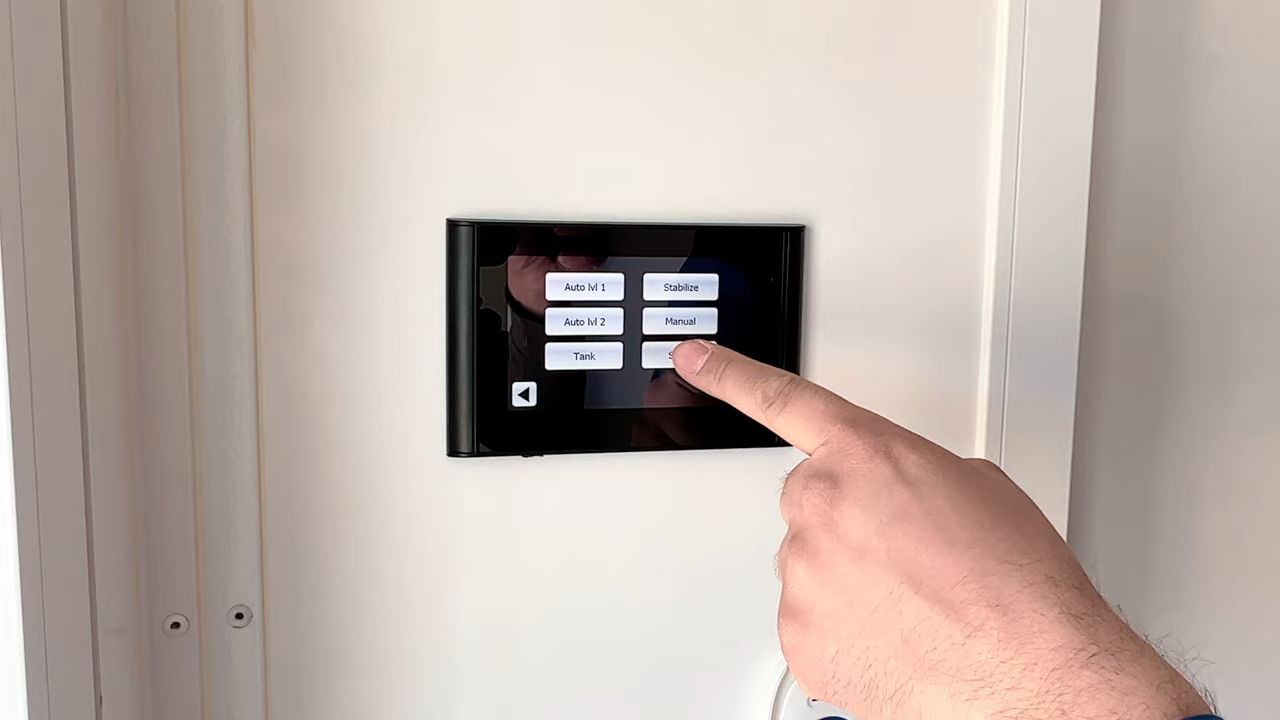 Auto lvl 1
Stabilize
Auto lvl 2
Manual
Tank